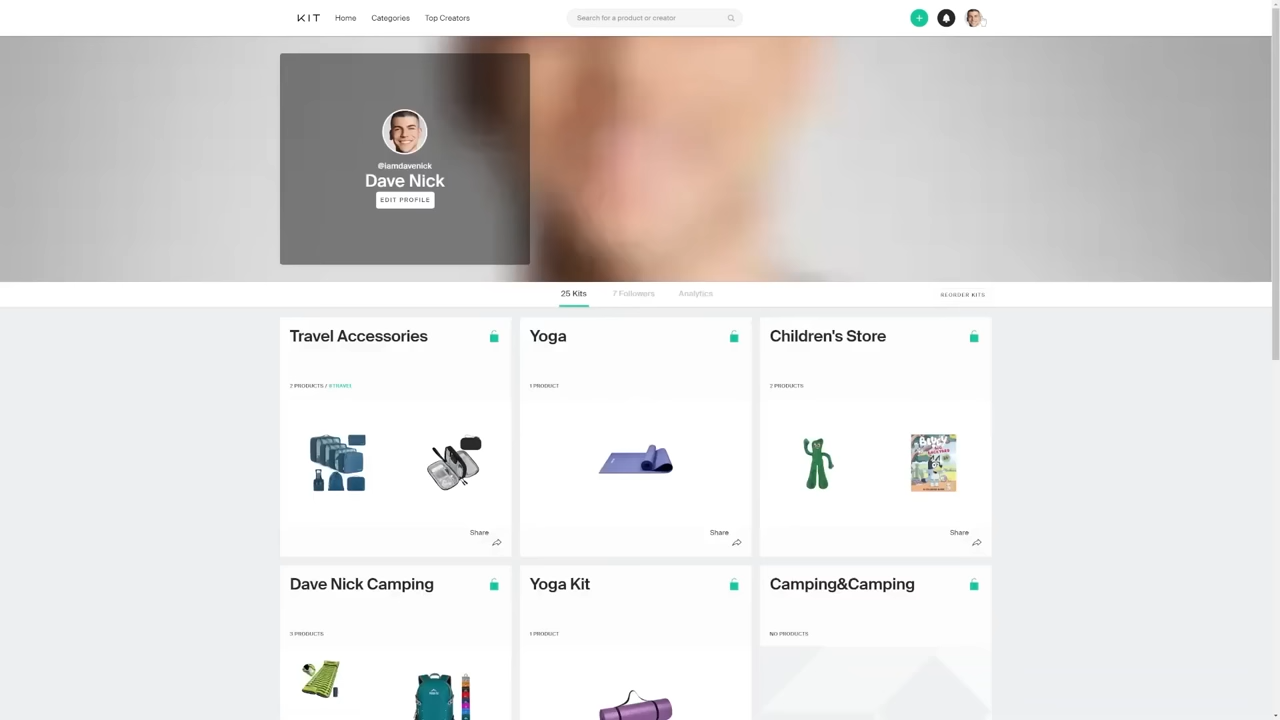 KIT Home Categories Top Creators Search for a product or creator
@iamdavenick
Dave Nick
EDIT PROFILE
25 Kits 7 Followers Analytics REORDER KITS
Travel Accessories Yoga Children's Store
2 PRODUCTS / #TRAVEL 1 PRODUCT 2 PRODUCTS
Share Share Share
Dave Nick Camping Yoga Kit Camping&Camping
3 PRODUCTS 1 PRODUCT NO PRODUCTS